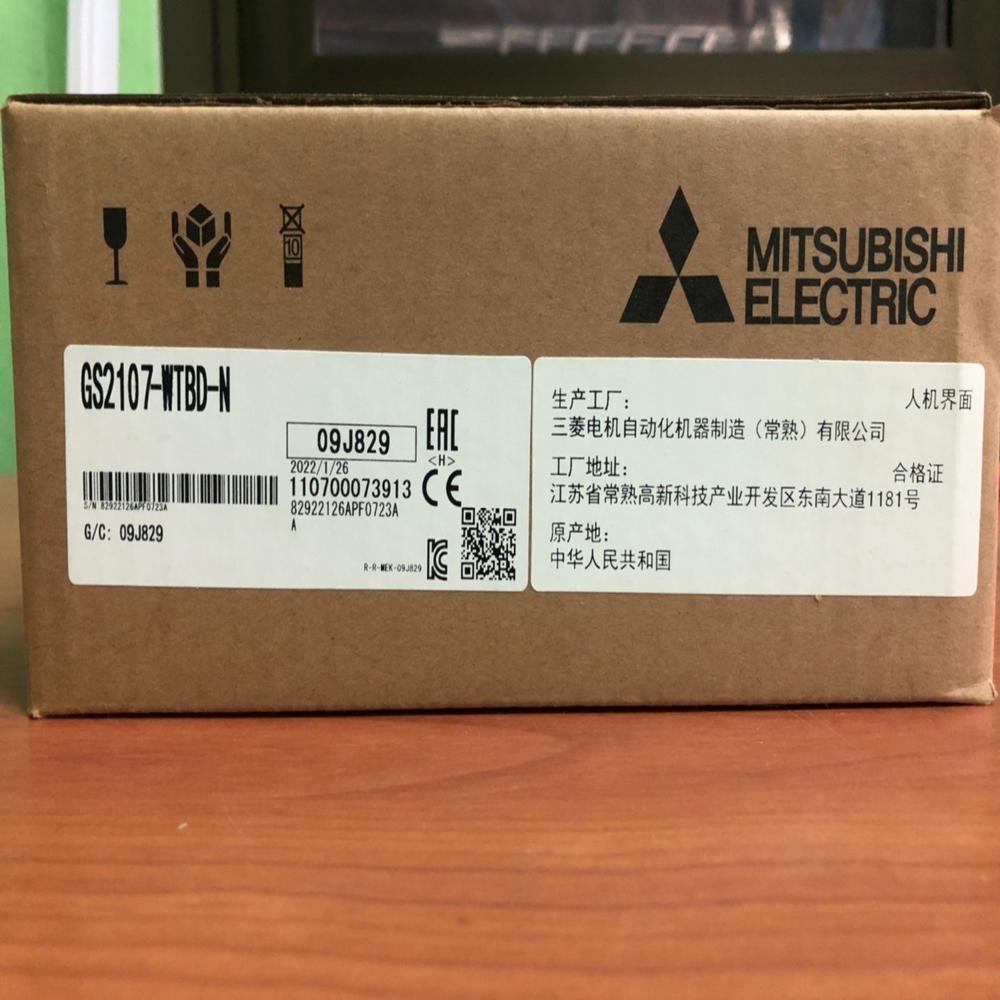 10
MITSUBISHI
ELECTRIC
GS2107-WTBD-N
09J829
EAC
<H>
2022/1/26
110700073913
CE
S/N 82922126APF0723A
82922126APF0723A
A
G/C: 09J829
R-R-MEK-09J829
生产工厂:
人机界面
三菱电机自动化机器制造（常熟）有限公司
工厂地址:
合格证
江苏省常熟高新科技产业开发区东南大道1181号
原产地:
中华人民共和国